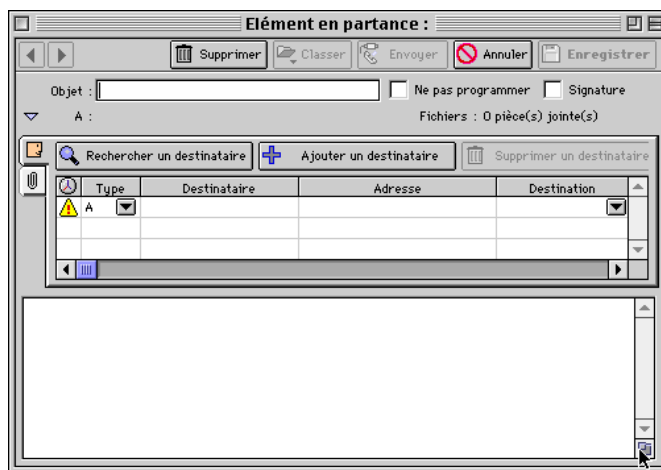 Elément en partance :
Supprimer Classer Envoyer Annuler Enregistrer
Objet : Ne pas programmer Signature
A : Fichiers : 0 pièce(s) jointe(s)
Rechercher un destinataire Ajouter un destinataire Supprimer un destinataire
Type Destinataire Adresse Destination
A